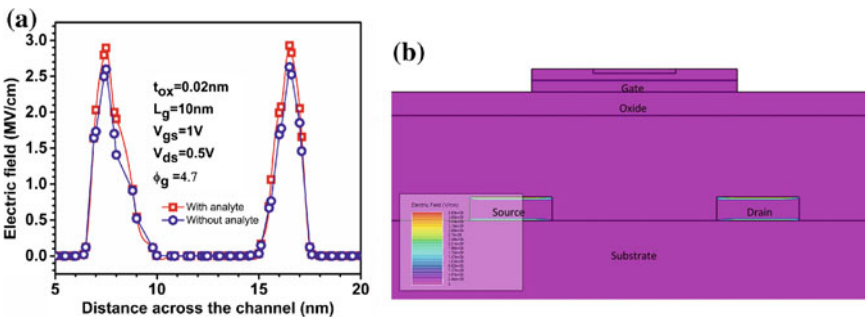 (a)
3.0
2.5
2.0
1.5
1.0
0.5
0.0
Electric field (MV/cm)
t_ox=0.02nm
L_g=10nm
V_gs=1V
V_ds=0.5V
ϕ_g=4.7
With analyte
Without analyte
5 10 15 20
Distance across the channel (nm)
(b)
Gate
Oxide
Electric Field (V/cm)
Source
Drain
Substrate